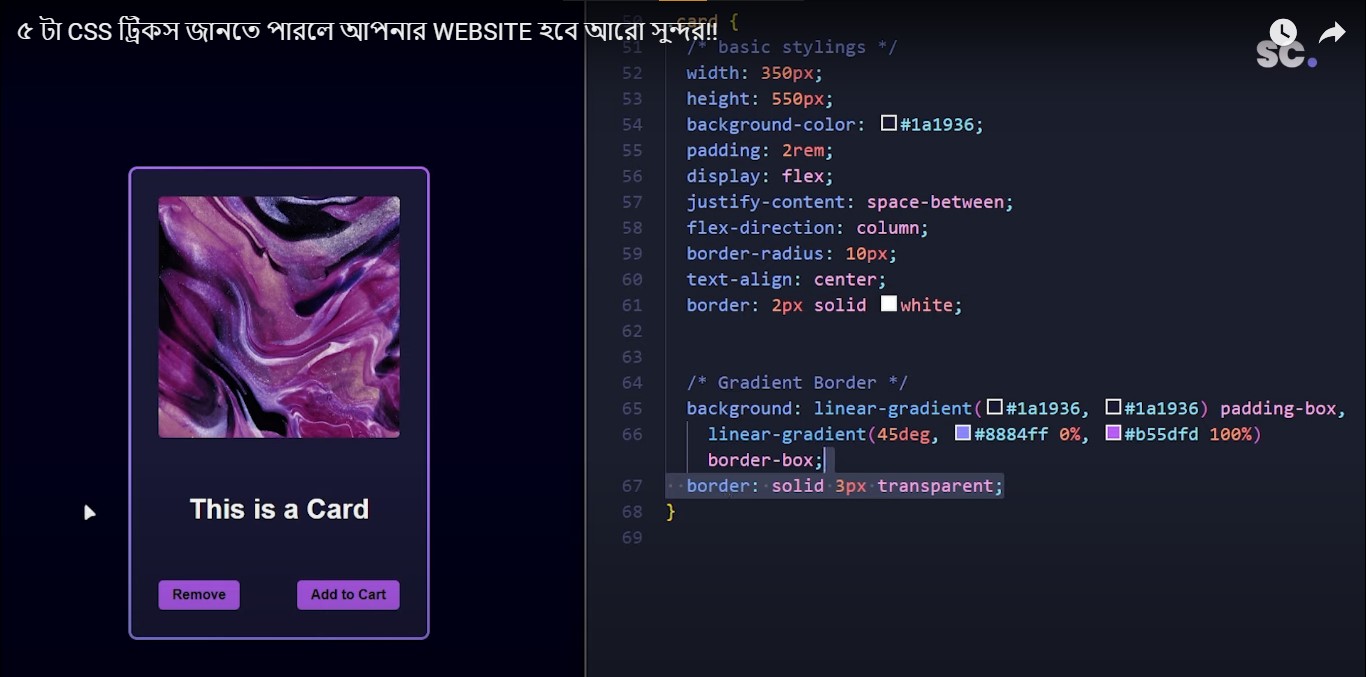 ৫ টা CSS ট্রিকস জানতে পারলে আপনার WEBSITE হবে আরো সুন্দর!!
sc.
50 .card {
51 /* basic stylings */
52 width: 350px;
53 height: 550px;
54 background-color: #1a1936;
55 padding: 2rem;
56 display: flex;
57 justify-content: space-between;
58 flex-direction: column;
59 border-radius: 10px;
60 text-align: center;
61 border: 2px solid white;
62
63
64 /* Gradient Border */
65 background: linear-gradient(#1a1936, #1a1936) padding-box,
66 linear-gradient(45deg, #8884ff 0%, #b55dfd 100%)
border-box;
67 border: solid 3px transparent;
68 }
69
This is a Card
Remove
Add to Cart